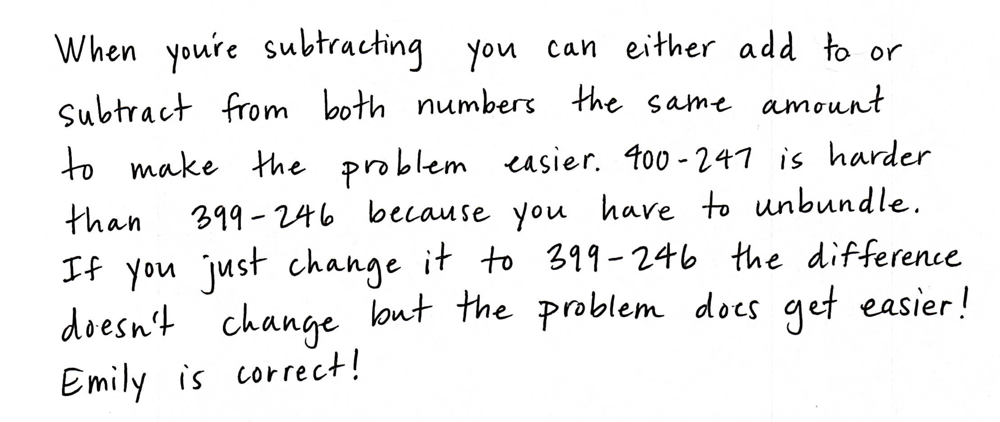 When you're subtracting you can either add to or
subtract from both numbers the same amount
to make the problem easier. 400-247 is harder
than 399-246 because you have to unbundle.
If you just change it to 399-246 the difference
doesn't change but the problem does get easier!
Emily is correct!